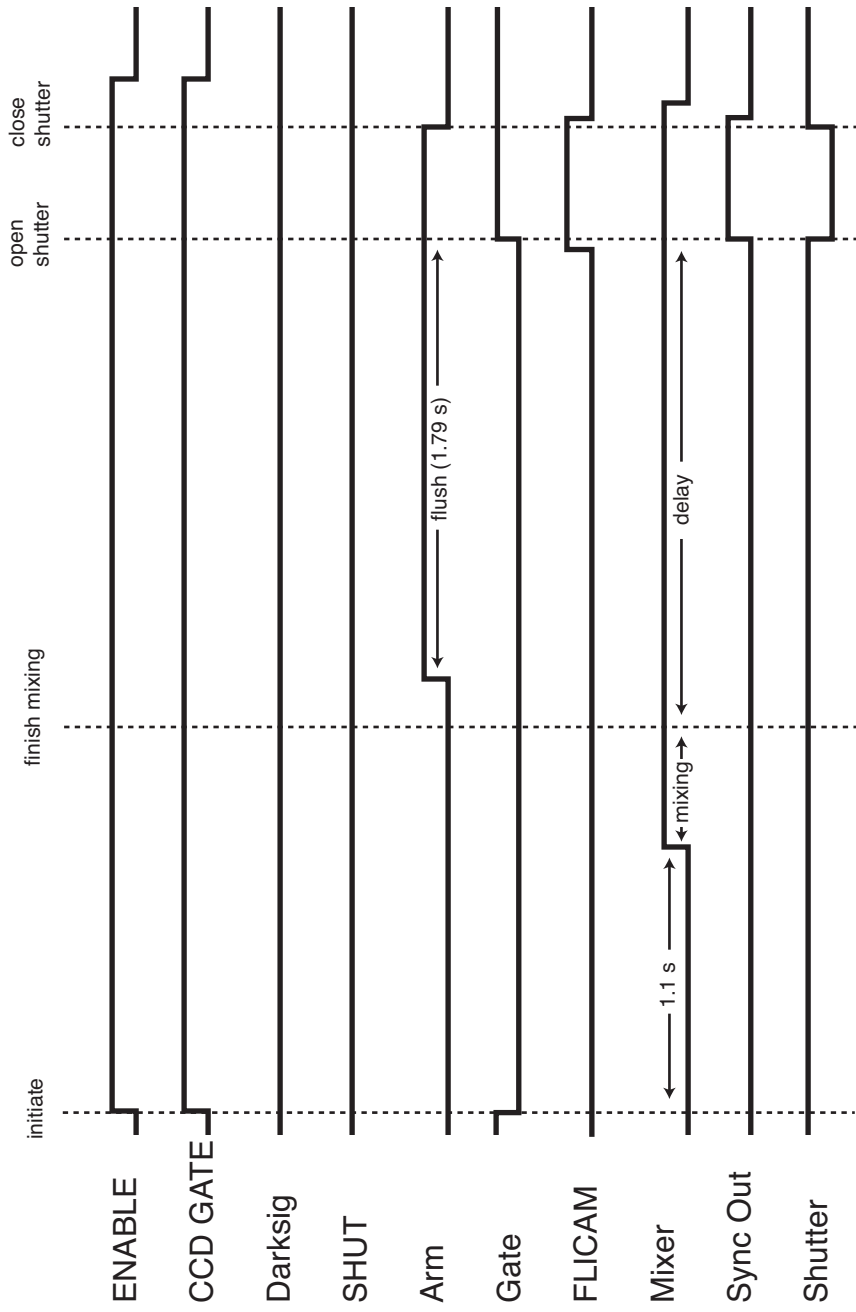 initiate
finish mixing
open
shutter
close
shutter
ENABLE
CCD GATE
Darksig
SHUT
Arm
flush (1.79 s)
Gate
FLICAM
Mixer
1.1 s
mixing
delay
Sync Out
Shutter